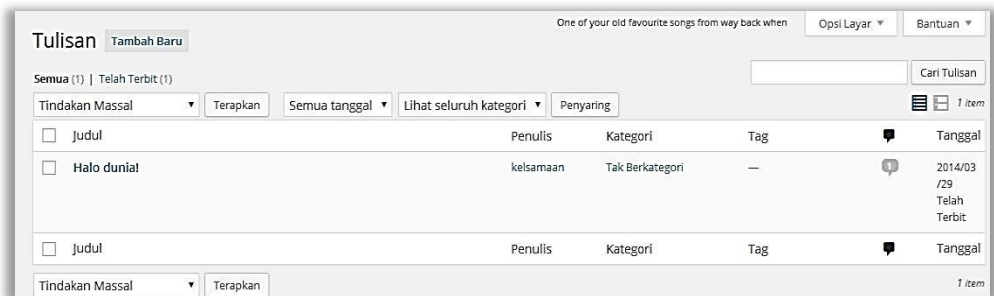 One of your old favourite songs from way back when Opsi Layar Bantuan
Tulisan Tambah Baru
Semua (1) | Telah Terbit (1) Cari Tulisan
Tindakan Massal Terapkan Semua tanggal Lihat seluruh kategori Penyaring 1 item
Judul Penulis Kategori Tag Tanggal
Halo dunia! kelsamaan Tak Berkategori — 1 2014/03
/29
Telah
Terbit
Judul Penulis Kategori Tag Tanggal
Tindakan Massal Terapkan 1 item